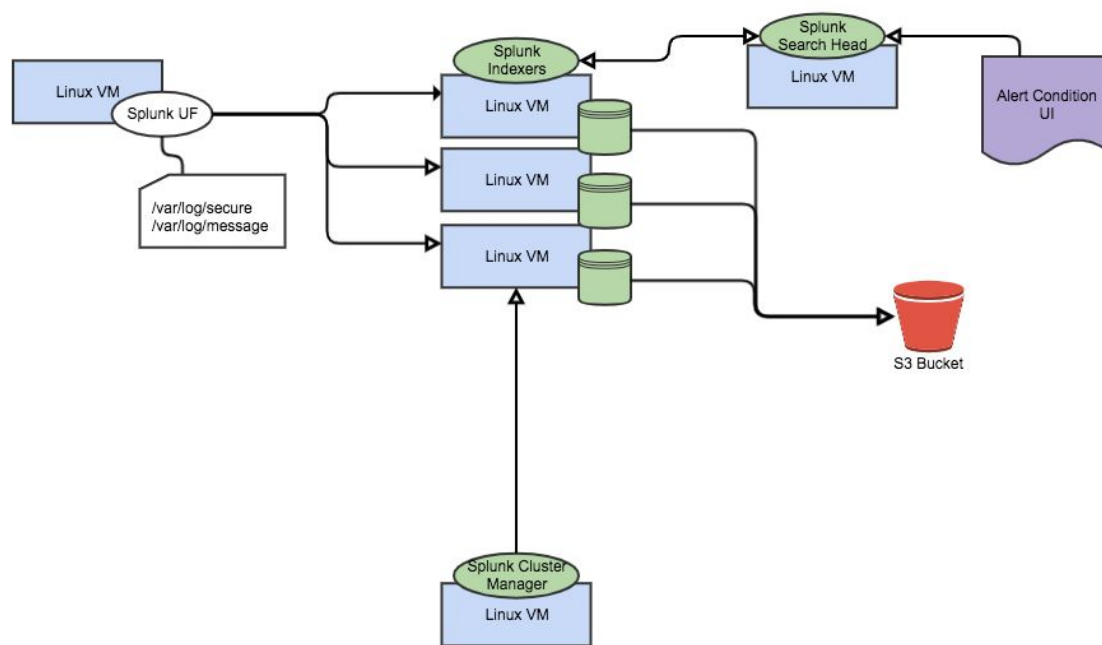 Linux VM
Splunk UF
/var/log/secure
/var/log/message
Splunk
Indexers
Linux VM
Linux VM
Linux VM
Splunk
Search Head
Linux VM
Alert Condition
UI
S3 Bucket
Splunk Cluster
Manager
Linux VM